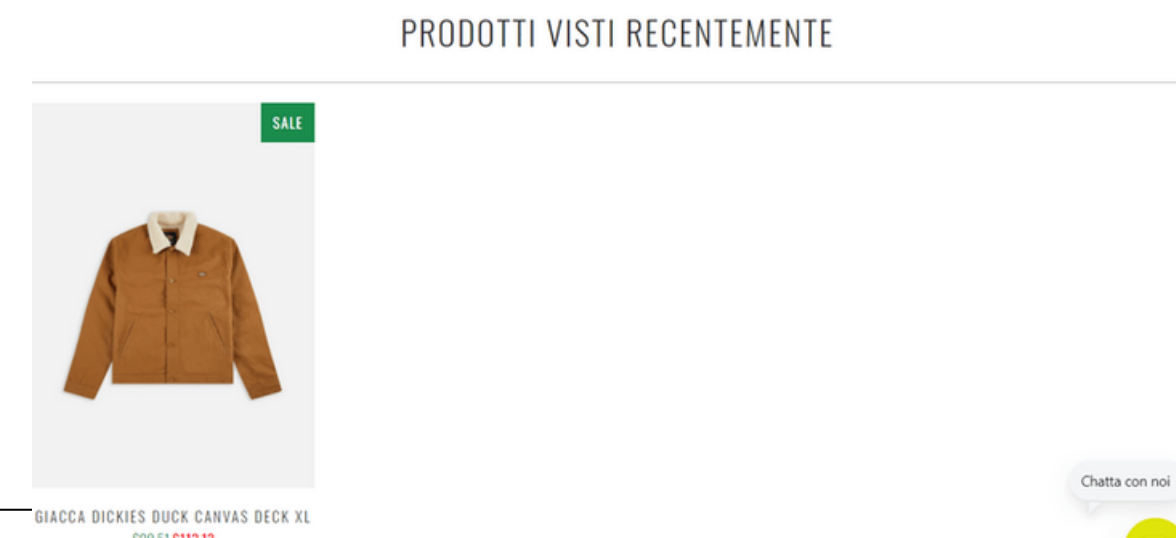 PRODOTTI VISTI RECENTEMENTE
SALE
Chatta con noi
GIACCA DICKIES DUCK CANVAS DECK XL